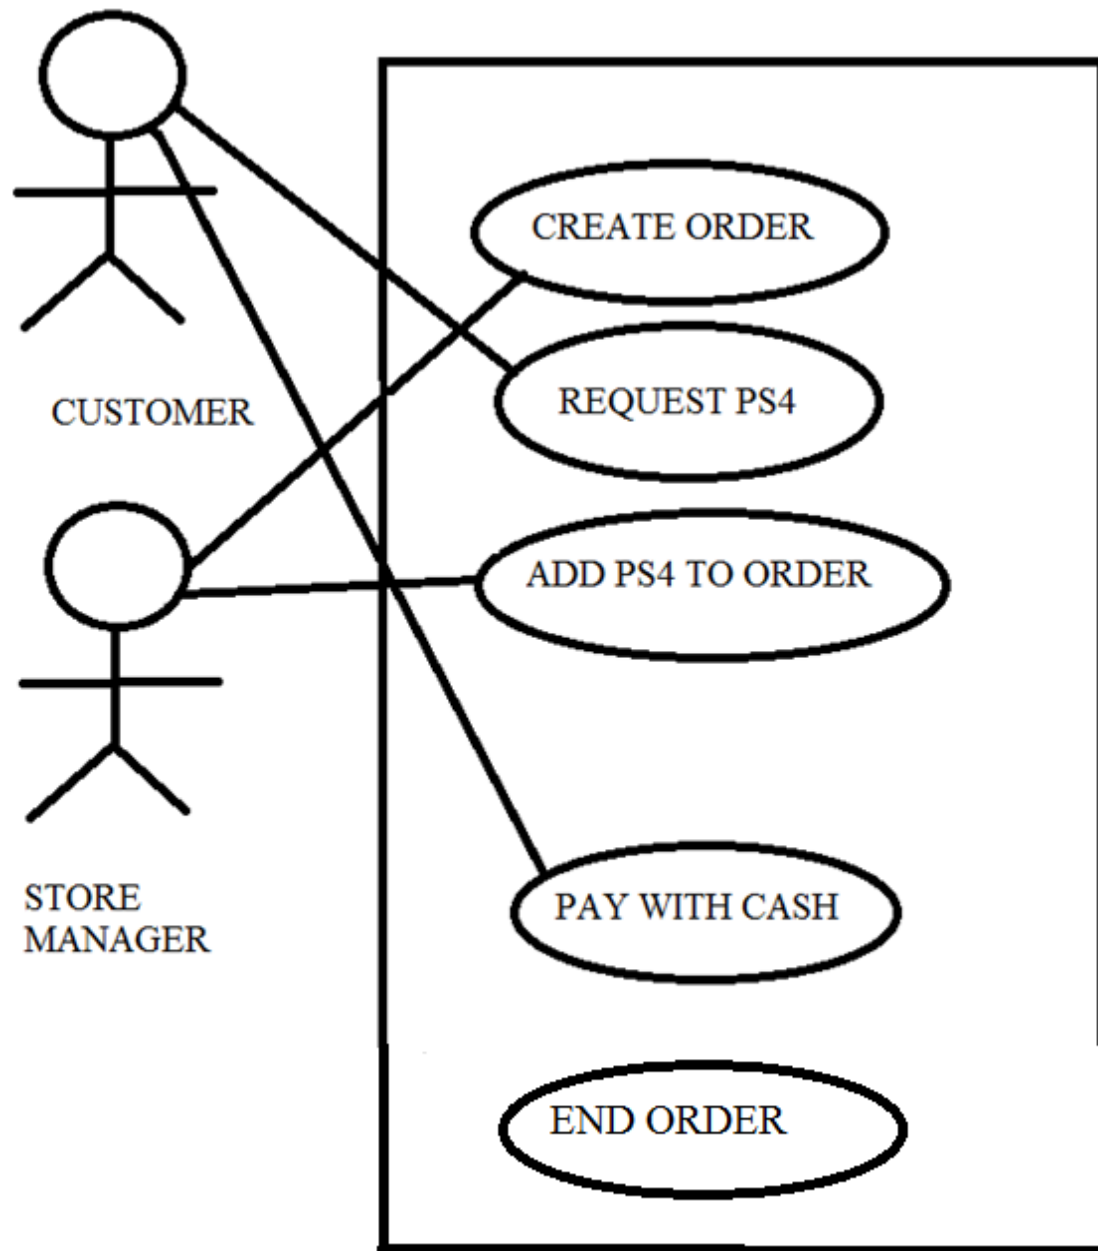 CREATE ORDER
REQUEST PS4
CUSTOMER
ADD PS4 TO ORDER
STORE
MANAGER
PAY WITH CASH
END ORDER